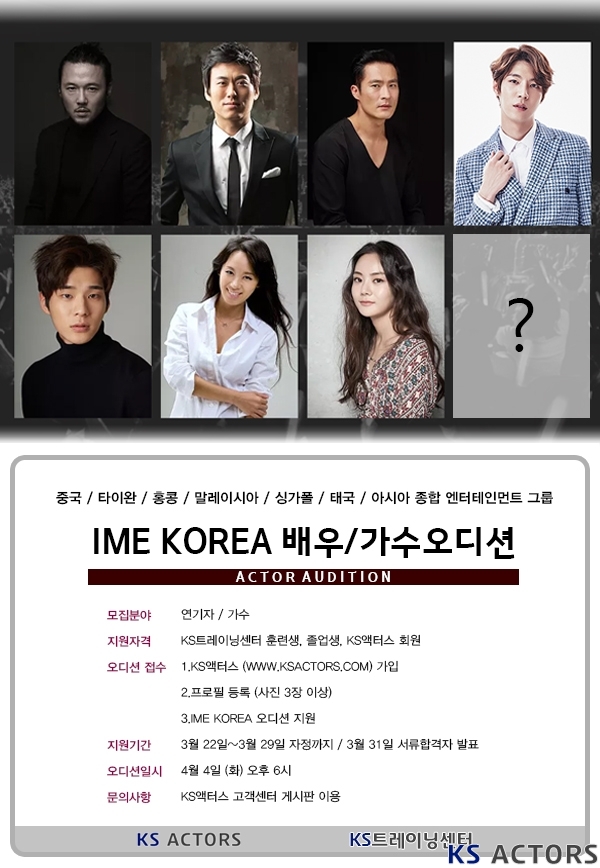 ?
중국 / 타이완 / 홍콩 / 말레이시아 / 싱가폴 / 태국 / 아시아 종합 엔터테인먼트 그룹
IME KOREA 배우/가수오디션
ACTOR AUDITION
모집분야 연기자 / 가수
지원자격 KS트레이닝센터 훈련생, 졸업생, KS액터스 회원
오디션 접수 1.KS액터스 (WWW.KSACTORS.COM) 가입
2.프로필 등록 (사진 3장 이상)
3.IME KOREA 오디션 지원
지원기간 3월 22일~3월 29일 자정까지 / 3월 31일 서류합격자 발표
오디션일시 4월 4일 (화) 오후 6시
문의사항 KS액터스 고객센터 게시판 이용
KS ACTORS KS트레이닝센터
KS ACTORS